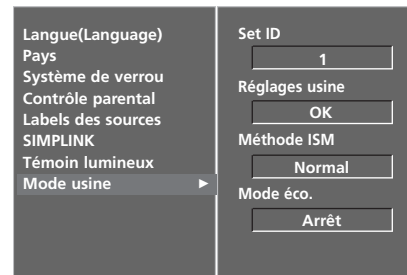 Langue(Language)
Pays
Système de verrou
Contrôle parental
Labels des sources
SIMPLINK
Témoin lumineux
Mode usine ►
Set ID
1
Réglages usine
OK
Méthode ISM
Normal
Mode éco.
Arrêt